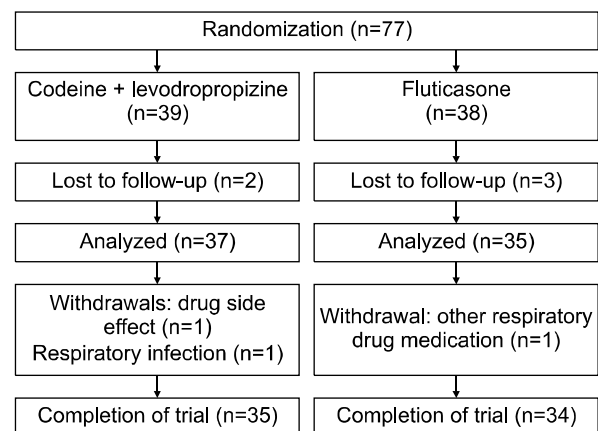 Randomization (n=77)
Codeine + levodropropizine
(n=39)
Fluticasone
(n=38)
Lost to follow-up (n=2)
Lost to follow-up (n=3)
Analyzed (n=37)
Analyzed (n=35)
Withdrawals: drug side
effect (n=1)
Respiratory infection (n=1)
Withdrawal: other respiratory
drug medication (n=1)
Completion of trial (n=35)
Completion of trial (n=34)